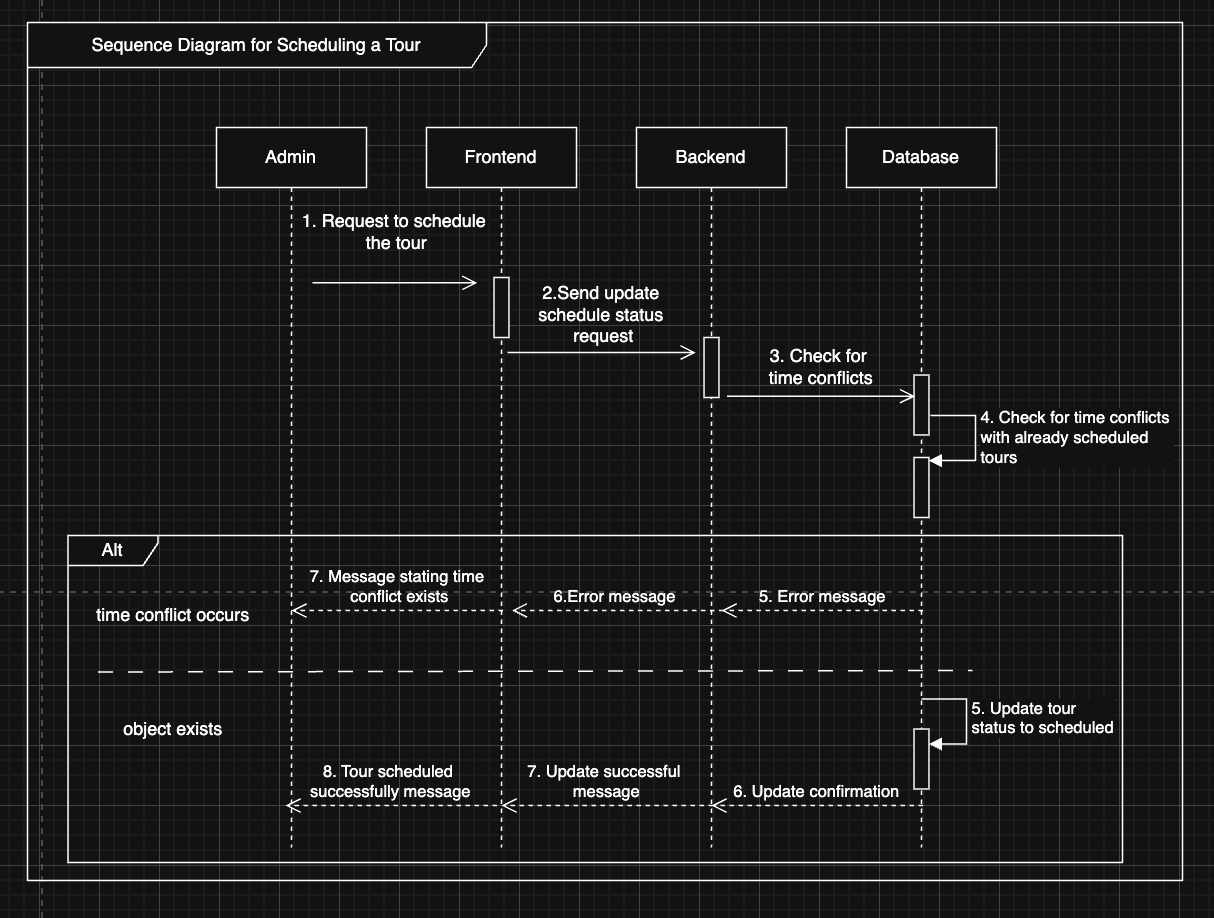 Sequence Diagram for Scheduling a Tour
Admin
Frontend
Backend
Database
1. Request to schedule
the tour
2.Send update
schedule status
request
3. Check for
time conflicts
4. Check for time conflicts
with already scheduled
tours
Alt
7. Message stating time
conflict exists
6.Error message
5. Error message
time conflict occurs
5. Update tour
status to scheduled
object exists
8. Tour scheduled
successfully message
7. Update successful
message
6. Update confirmation